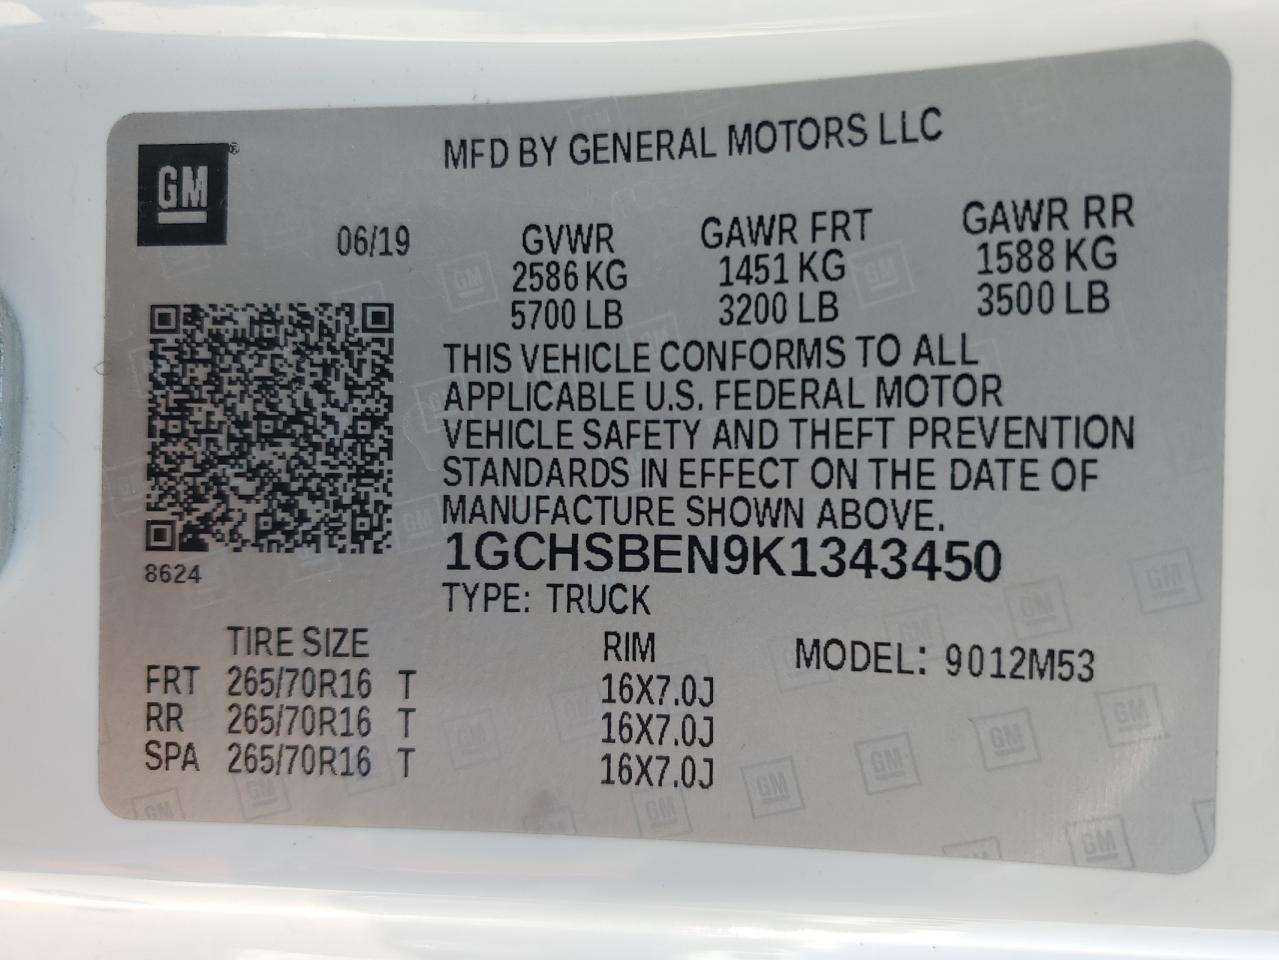 GM®
MFD BY GENERAL MOTORS LLC
06/19
GVWR GAWR FRT GAWR RR
2586 KG 1451 KG 1588 KG
5700 LB 3200 LB 3500 LB
THIS VEHICLE CONFORMS TO ALL
APPLICABLE U.S. FEDERAL MOTOR
VEHICLE SAFETY AND THEFT PREVENTION
STANDARDS IN EFFECT ON THE DATE OF
MANUFACTURE SHOWN ABOVE.
8624
1GCHSBEN9K1343450
TYPE: TRUCK
TIRE SIZE RIM MODEL: 9012M53
FRT 265/70R16 T 16X7.0J
RR 265/70R16 T 16X7.0J
SPA 265/70R16 T 16X7.0J